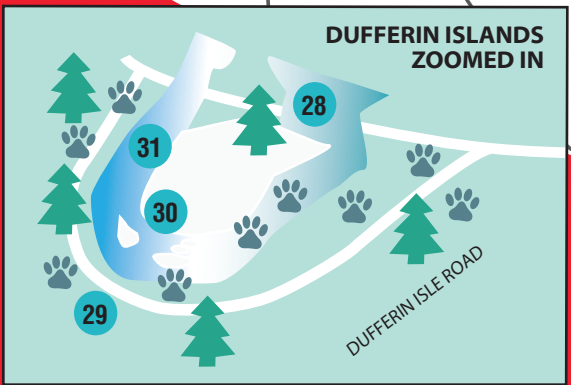 DUFFERIN ISLANDS
ZOOMED IN
28
31
30
29
DUFFERIN ISLE ROAD